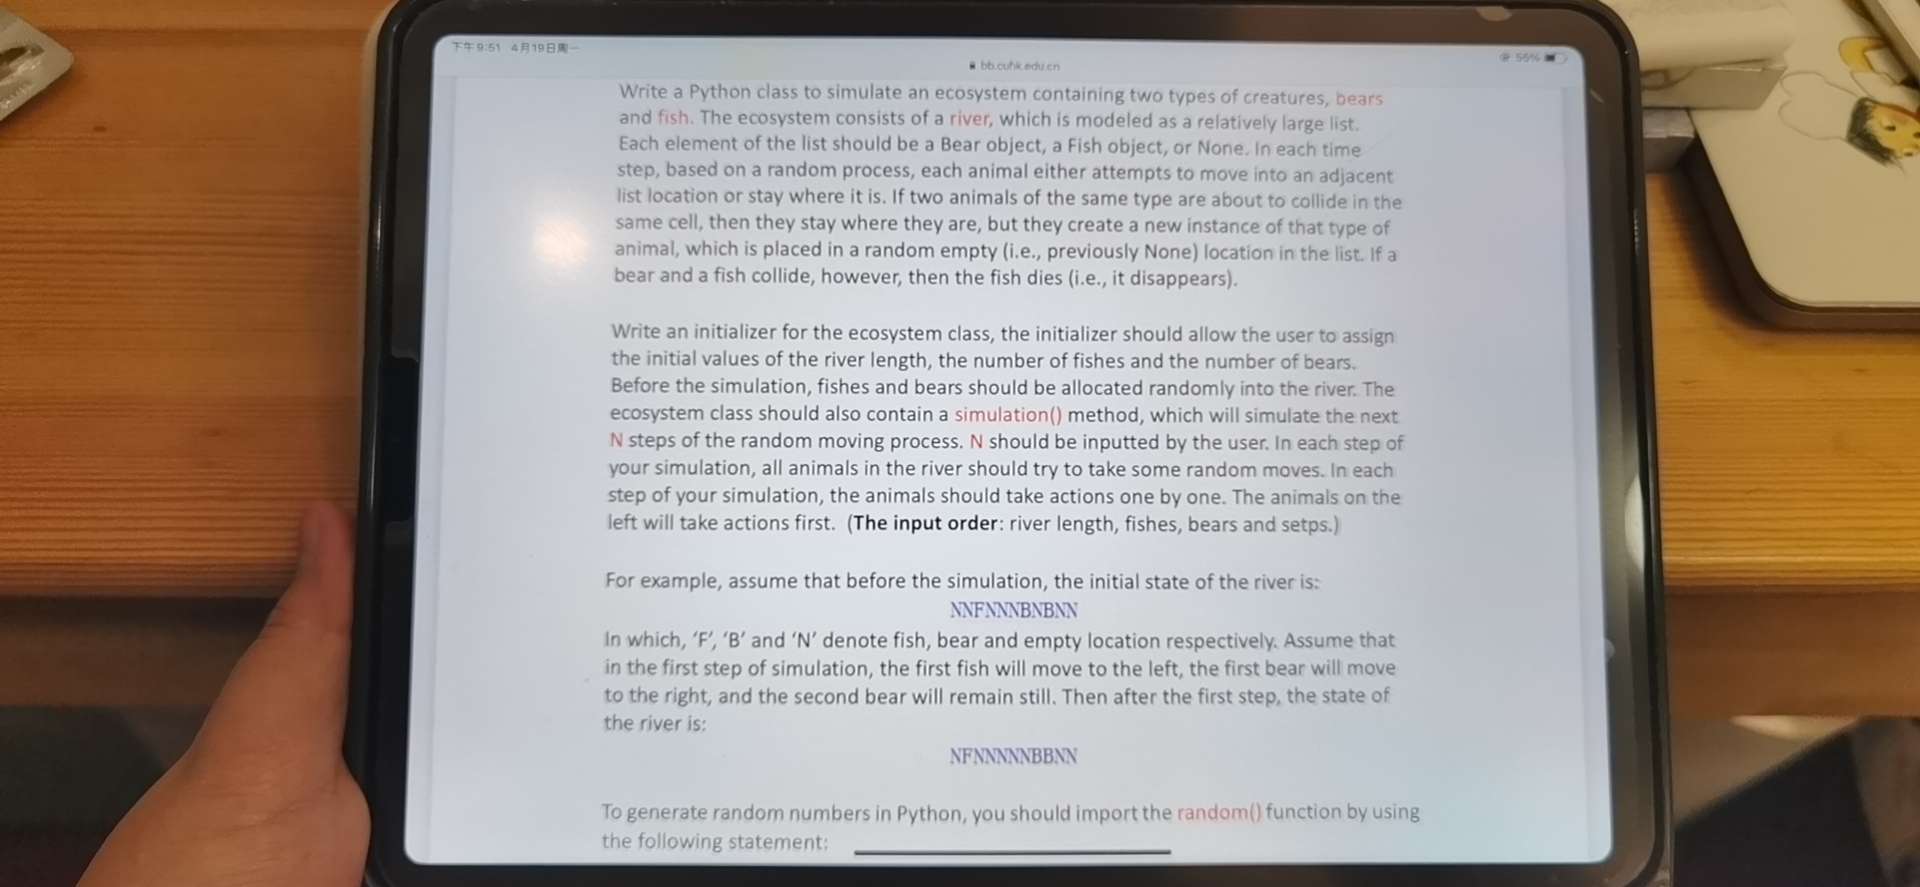 下午9:51 4月19日周一
bb.cuhk.edu.cn
56%
Write a Python class to simulate an ecosystem containing two types of creatures, bears
and fish. The ecosystem consists of a river, which is modeled as a relatively large list.
Each element of the list should be a Bear object, a Fish object, or None. In each time
step, based on a random process, each animal either attempts to move into an adjacent
list location or stay where it is. If two animals of the same type are about to collide in the
same cell, then they stay where they are, but they create a new instance of that type of
animal, which is placed in a random empty (i.e., previously None) location in the list. If a
bear and a fish collide, however, then the fish dies (i.e., it disappears).
Write an initializer for the ecosystem class, the initializer should allow the user to assign
the initial values of the river length, the number of fishes and the number of bears.
Before the simulation, fishes and bears should be allocated randomly into the river. The
ecosystem class should also contain a simulation() method, which will simulate the next
N steps of the random moving process. N should be inputted by the user. In each step of
your simulation, all animals in the river should try to take some random moves. In each
step of your simulation, the animals should take actions one by one. The animals on the
left will take actions first. (The input order: river length, fishes, bears and setps.)
For example, assume that before the simulation, the initial state of the river is:
NNFNNNBNBNN
In which, ‘F’, ‘B’ and ‘N’ denote fish, bear and empty location respectively. Assume that
in the first step of simulation, the first fish will move to the left, the first bear will move
to the right, and the second bear will remain still. Then after the first step, the state of
the river is:
NFNNNNNBBNN
To generate random numbers in Python, you should import the random() function by using
the following statement: